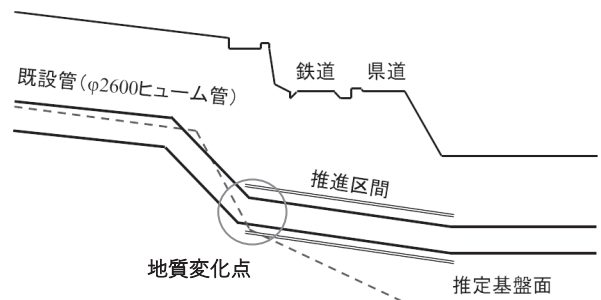 鉄道 県道
既設管(φ2600ヒューム管)
推進区間
地質変化点
推定基盤面